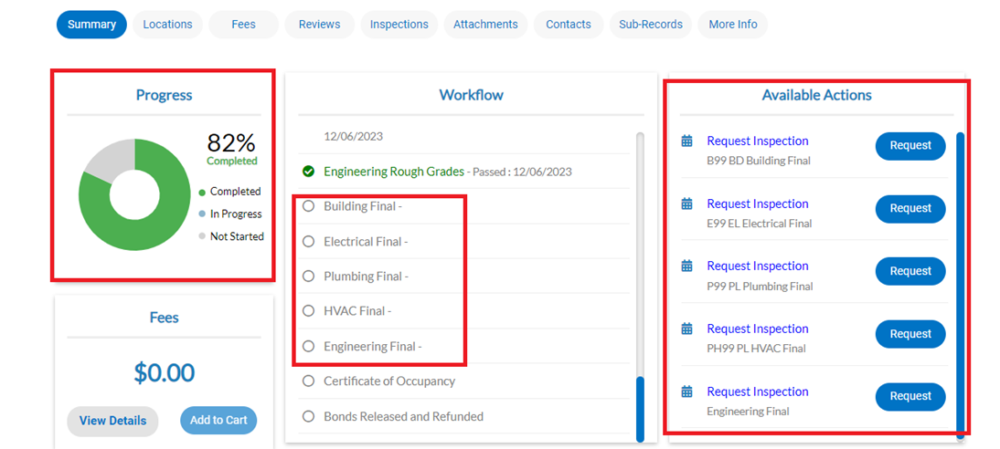 Summary
Locations
Fees
Reviews
Inspections
Attachments
Contacts
Sub-Records
More Info
Progress
82%
Completed
Completed
In Progress
Not Started
Fees
$0.00
View Details
Add to Cart
Workflow
12/06/2023
Engineering Rough Grades - Passed : 12/06/2023
Building Final -
Electrical Final -
Plumbing Final -
HVAC Final -
Engineering Final -
Certificate of Occupancy
Bonds Released and Refunded
Available Actions
Request Inspection
B99 BD Building Final
Request
Request Inspection
E99 EL Electrical Final
Request
Request Inspection
P99 PL Plumbing Final
Request
Request Inspection
PH99 PL HVAC Final
Request
Request Inspection
Engineering Final
Request